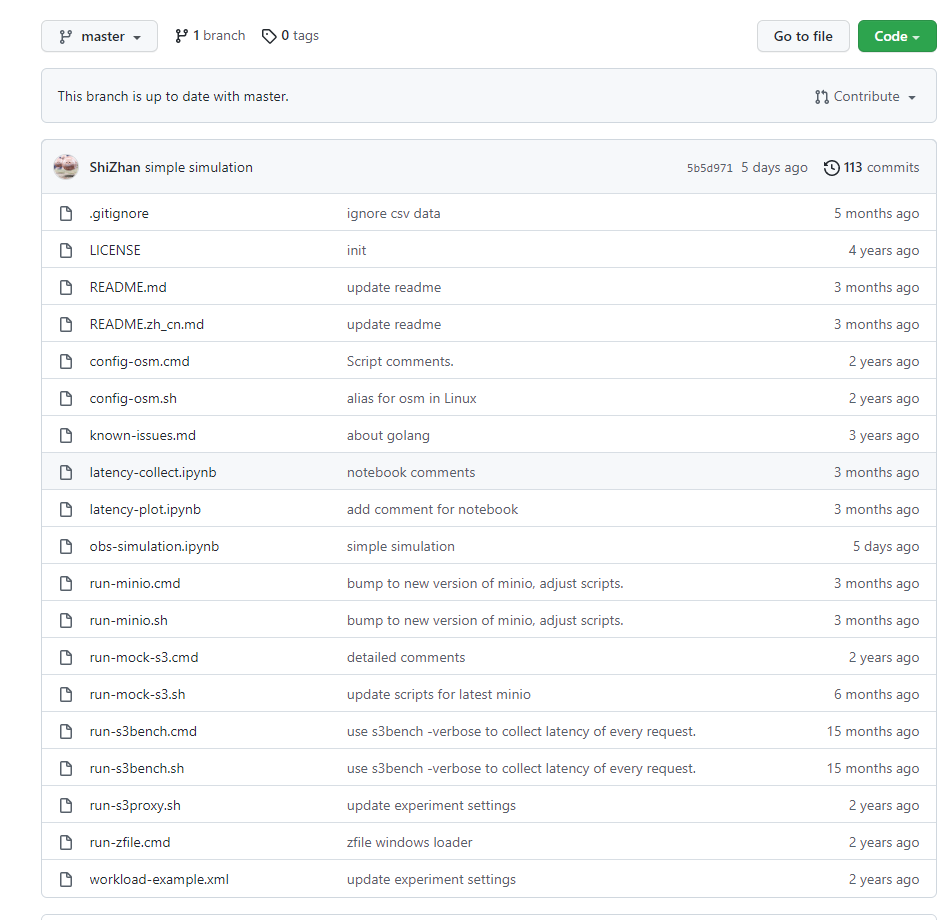 master 1 branch 0 tags Go to file Code
This branch is up to date with master. Contribute
ShiZhan simple simulation 5b5d971 5 days ago 113 commits
.gitignore ignore csv data 5 months ago
LICENSE init 4 years ago
README.md update readme 3 months ago
README.zh_cn.md update readme 3 months ago
config-osm.cmd Script comments. 2 years ago
config-osm.sh alias for osm in Linux 2 years ago
known-issues.md about golang 3 years ago
latency-collect.ipynb notebook comments 3 months ago
latency-plot.ipynb add comment for notebook 3 months ago
obs-simulation.ipynb simple simulation 5 days ago
run-minio.cmd bump to new version of minio, adjust scripts. 3 months ago
run-minio.sh bump to new version of minio, adjust scripts. 3 months ago
run-mock-s3.cmd detailed comments 2 years ago
run-mock-s3.sh update scripts for latest minio 6 months ago
run-s3bench.cmd use s3bench -verbose to collect latency of every request. 15 months ago
run-s3bench.sh use s3bench -verbose to collect latency of every request. 15 months ago
run-s3proxy.sh update experiment settings 2 years ago
run-zfile.cmd zfile windows loader 2 years ago
workload-example.xml update experiment settings 2 years ago